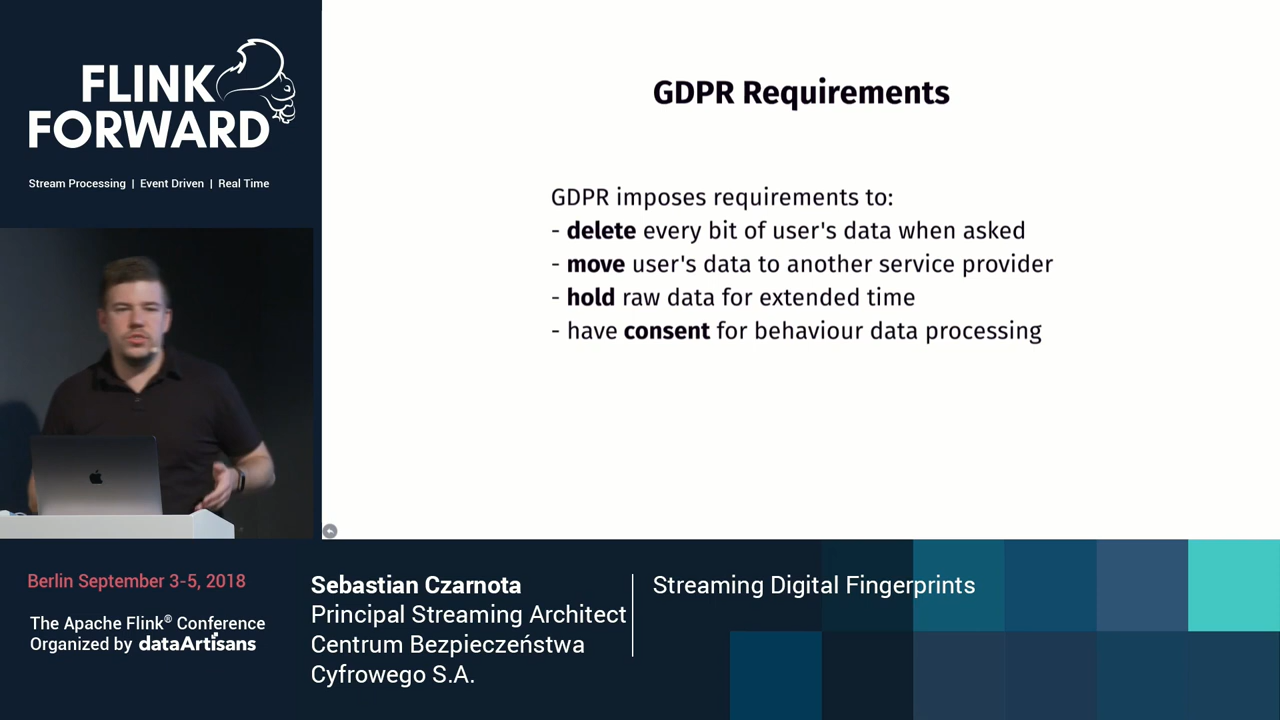 FLINK
FORWARD
Stream Processing | Event Driven | Real Time
GDPR Requirements
GDPR imposes requirements to:
- delete every bit of user's data when asked
- move user's data to another service provider
- hold raw data for extended time
- have consent for behaviour data processing
Berlin September 3-5, 2018
The Apache Flink® Conference
Organized by dataArtisans
Sebastian Czarnota
Principal Streaming Architect
Centrum Bezpieczeństwa
Cyfrowego S.A.
Streaming Digital Fingerprints